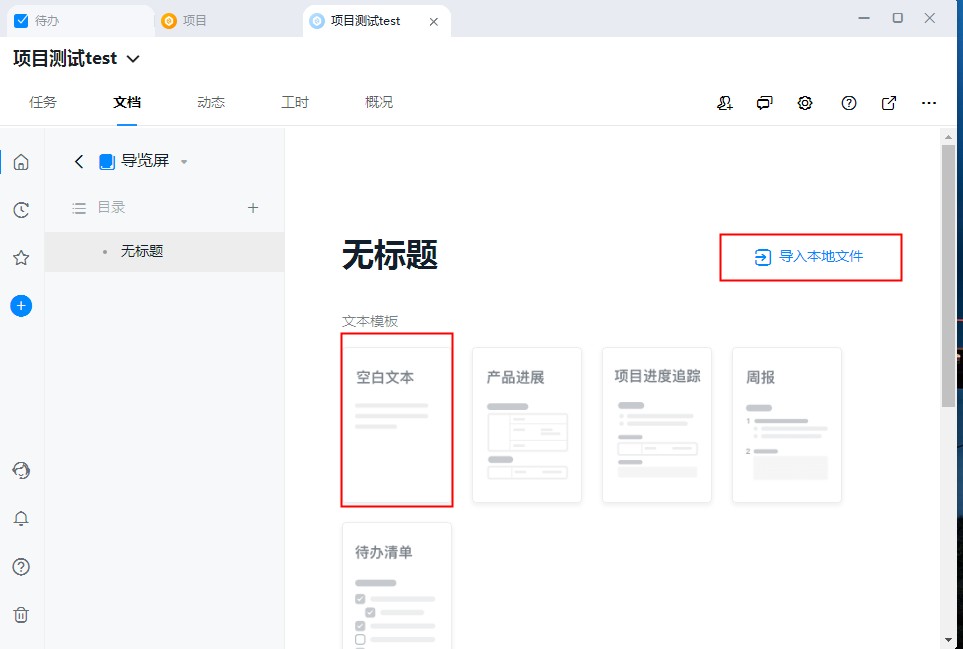 待办
项目
项目测试test
项目测试test
任务
文档
动态
工时
概况
导览屏
目录
无标题
无标题
导入本地文件
文本模板
空白文本
产品进展
项目进度追踪
周报
1
2
待办清单